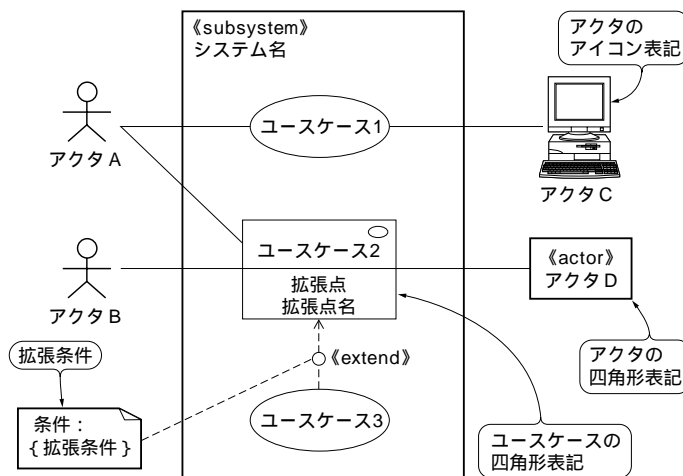 《subsystem》
システム名
アクタの
アイコン表記
ユースケース1
アクタA
アクタC
ユースケース2
拡張点
拡張点名
《actor》
アクタD
アクタB
拡張条件
《extend》
アクタの
四角形表記
条件：
{拡張条件}
ユースケース3
ユースケースの
四角形表記